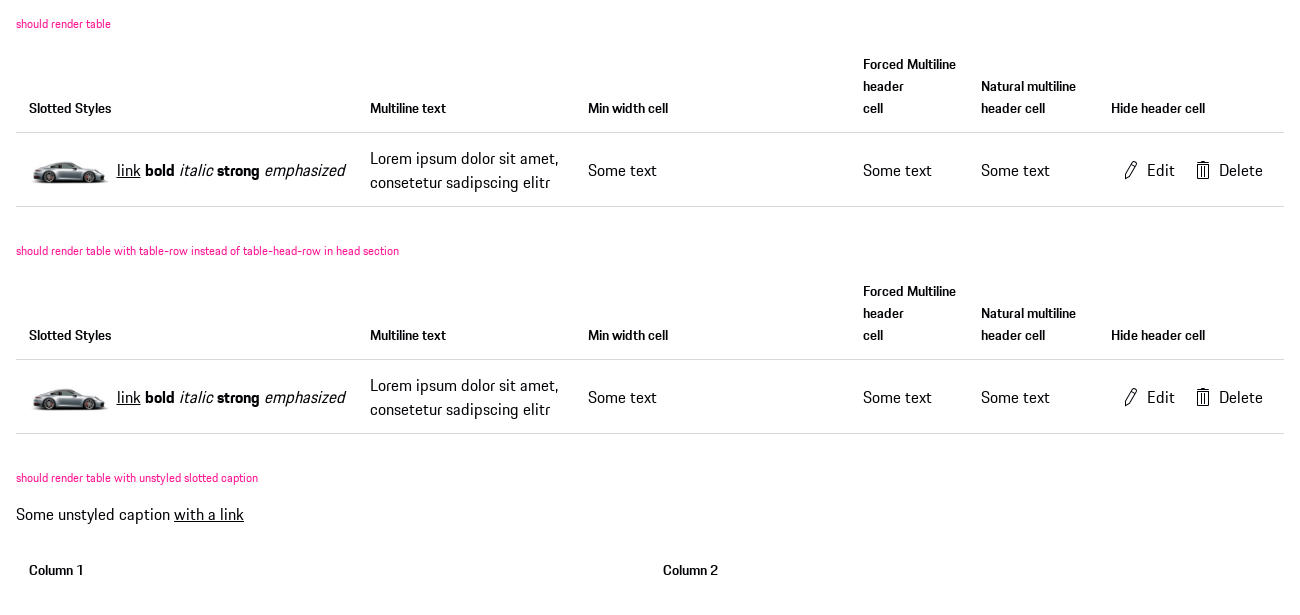 should render table
Forced Multiline
header
Natural multiline
Slotted Styles Multiline text Min width cell cell header cell Hide header cell
link bold italic strong emphasized Lorem ipsum dolor sit amet, consetetur sadipscing elitr Some text Some text Some text Edit Delete
should render table with table-row instead of table-head-row in head section
Forced Multiline
header
Natural multiline
Slotted Styles Multiline text Min width cell cell header cell Hide header cell
link bold italic strong emphasized Lorem ipsum dolor sit amet, consetetur sadipscing elitr Some text Some text Some text Edit Delete
should render table with unstyled slotted caption
Some unstyled caption with a link
Column 1 Column 2